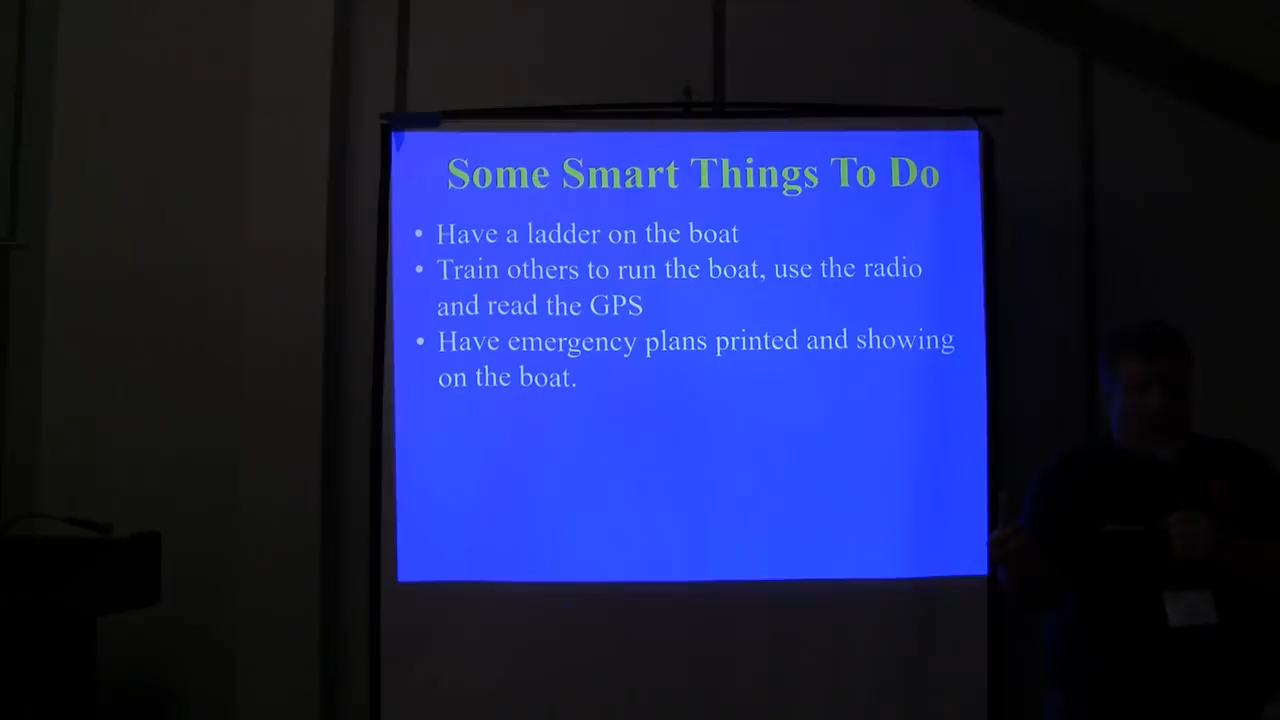 Some Smart Things To Do
• Have a ladder on the boat
• Train others to run the boat, use the radio
and read the GPS
• Have emergency plans printed and showing
on the boat.